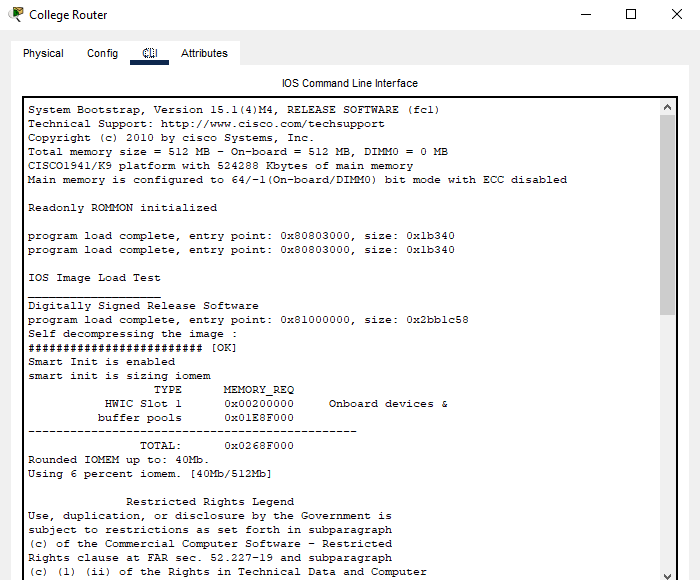 College Router
Physical Config CLI Attributes
IOS Command Line Interface
System Bootstrap, Version 15.1(4)M4, RELEASE SOFTWARE (fc1)
Technical Support: http://www.cisco.com/techsupport
Copyright (c) 2010 by cisco Systems, Inc.
Total memory size = 512 MB - On-board = 512 MB, DIMM0 = 0 MB
CISCO1941/K9 platform with 524288 Kbytes of main memory
Main memory is configured to 64/-1(On-board/DIMM0) bit mode with ECC disabled
Readonly ROMMON initialized
program load complete, entry point: 0x80803000, size: 0x1b340
program load complete, entry point: 0x80803000, size: 0x1b340
IOS Image Load Test
___________________
Digitally Signed Release Software
program load complete, entry point: 0x81000000, size: 0x2bb1c58
Self decompressing the image :
######################### [OK]
Smart Init is enabled
smart init is sizing iomem
TYPE MEMORY_REQ
HWIC Slot 1 0x00200000 Onboard devices &
buffer pools 0x01E8F000
-----------------------------------------------
TOTAL: 0x0268F000
Rounded IOMEM up to: 40Mb.
Using 6 percent iomem. [40Mb/512Mb]
Restricted Rights Legend
Use, duplication, or disclosure by the Government is
subject to restrictions as set forth in subparagraph
(c) of the Commercial Computer Software - Restricted
Rights clause at FAR sec. 52.227-19 and subparagraph
(c) (1) (ii) of the Rights in Technical Data and Computer